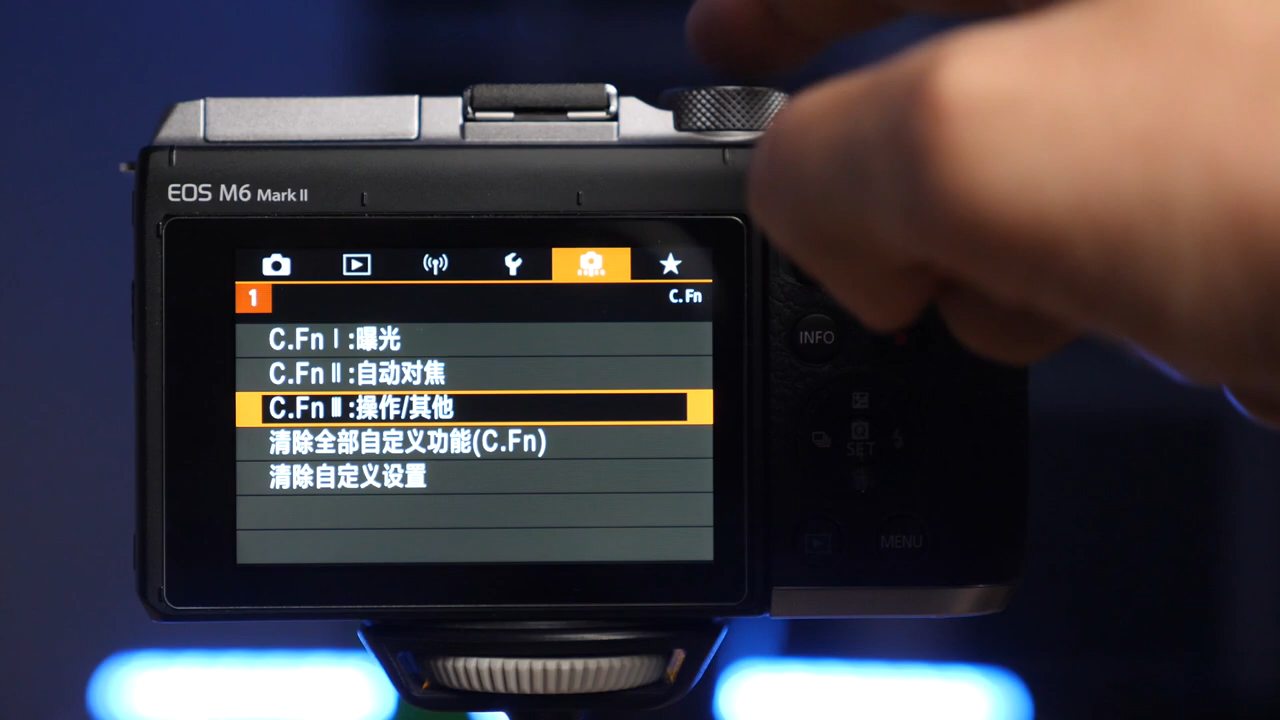 EOS M6 Mark II
1
C.Fn
C.Fn I :曝光
C.Fn II :自动对焦
C.Fn III :操作/其他
清除全部自定义功能(C.Fn)
清除自定义设置
INFO
SET
MENU